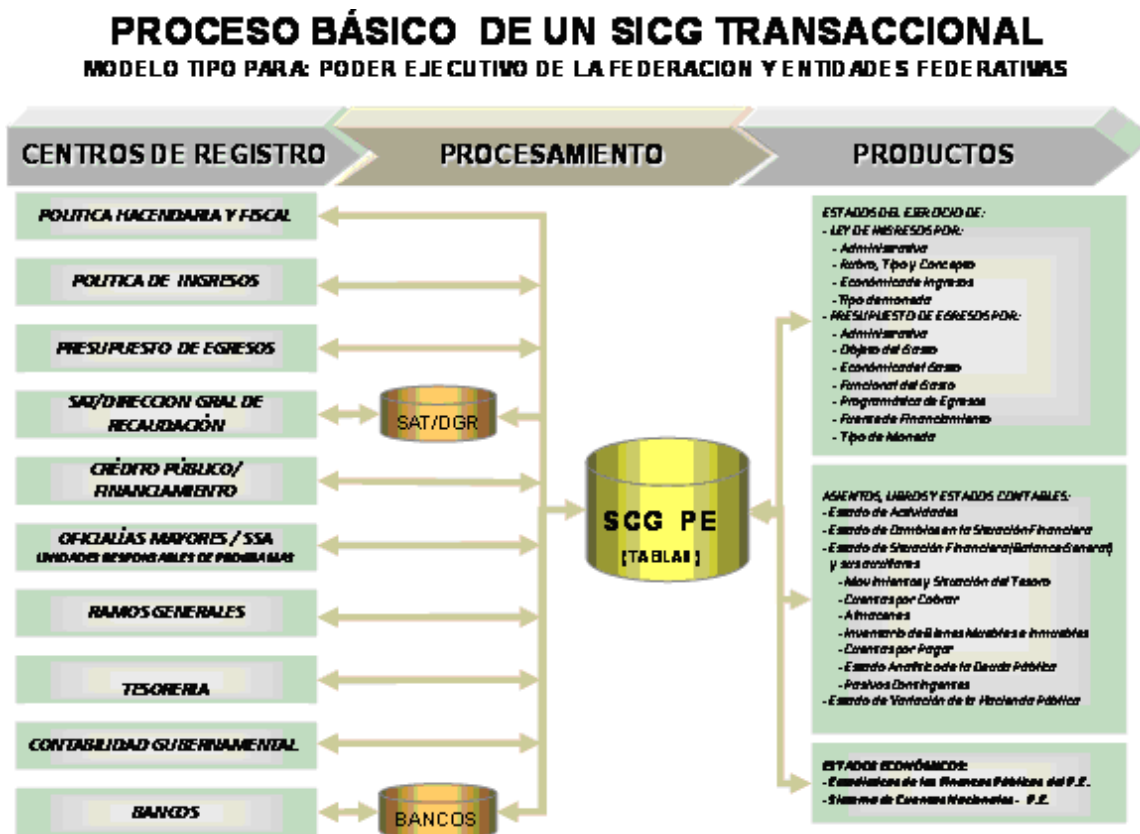 PROCESO BÁSICO DE UN SICG TRANSACCIONAL
MODELO TIPO PARA: PODER EJECUTIVO DE LA FEDERACION Y ENTIDADES FEDERATIVAS
CENTROS DE REGISTRO
PROCESAMIENTO
PRODUCTOS
POLITICA HACENDARIA Y FISCAL
POLITICA DE INGRESOS
PRESUPUESTO DE EGRESOS
SAT/DIRECCION GRAL DE
RECAUDACIÓN
CRÉDITO PÚBLICO/
FINANCIAMIENTO
OFICIALIAS MAYORES / SSA
UNIDADES RESPONSABLES DE PROGRAMAS
RAMOS GENERALES
TESORERIA
CONTABILIDAD GUBERNAMENTAL
BANCOS
SAT/DGR
BANCOS
SCG PE
(TABLAS)
ESTADOS DEL EJERCICIO DE:
- LEY DE INGRESOS POR:
- Administrativa
- Rubro, Tipo y Concepto
- Económica de Ingresos
- Tipo de moneda
- PRESUPUESTO DE EGRESOS POR:
- Administrativa
- Objeto del Gasto
- Económica del Gasto
- Funcional del Gasto
- Programática de Egresos
- Fuente de Financiamiento
- Tipo de Moneda
ASIENTOS, LIBROS Y ESTADOS CONTABLES:
- Estado de Actividades
- Estado de Cambios en la Situación Financiera
- Estado de Situación Financiera (Balance General)
y sus auxiliares
- Movimientos y Situación del Tesoro
- Cuentas por Cobrar
- Almacenes
- Inventario de Bienes Muebles e Inmuebles
- Cuentas por Pagar
- Estado Analítico de la Deuda Pública
- Pasivos Contingentes
- Estado de Variación de la Hacienda Pública
ESTADOS ECONÓMICOS:
- Estadísticas de las Finanzas Públicas del P.E.
- Sistema de Cuentas Nacionales - P.E.